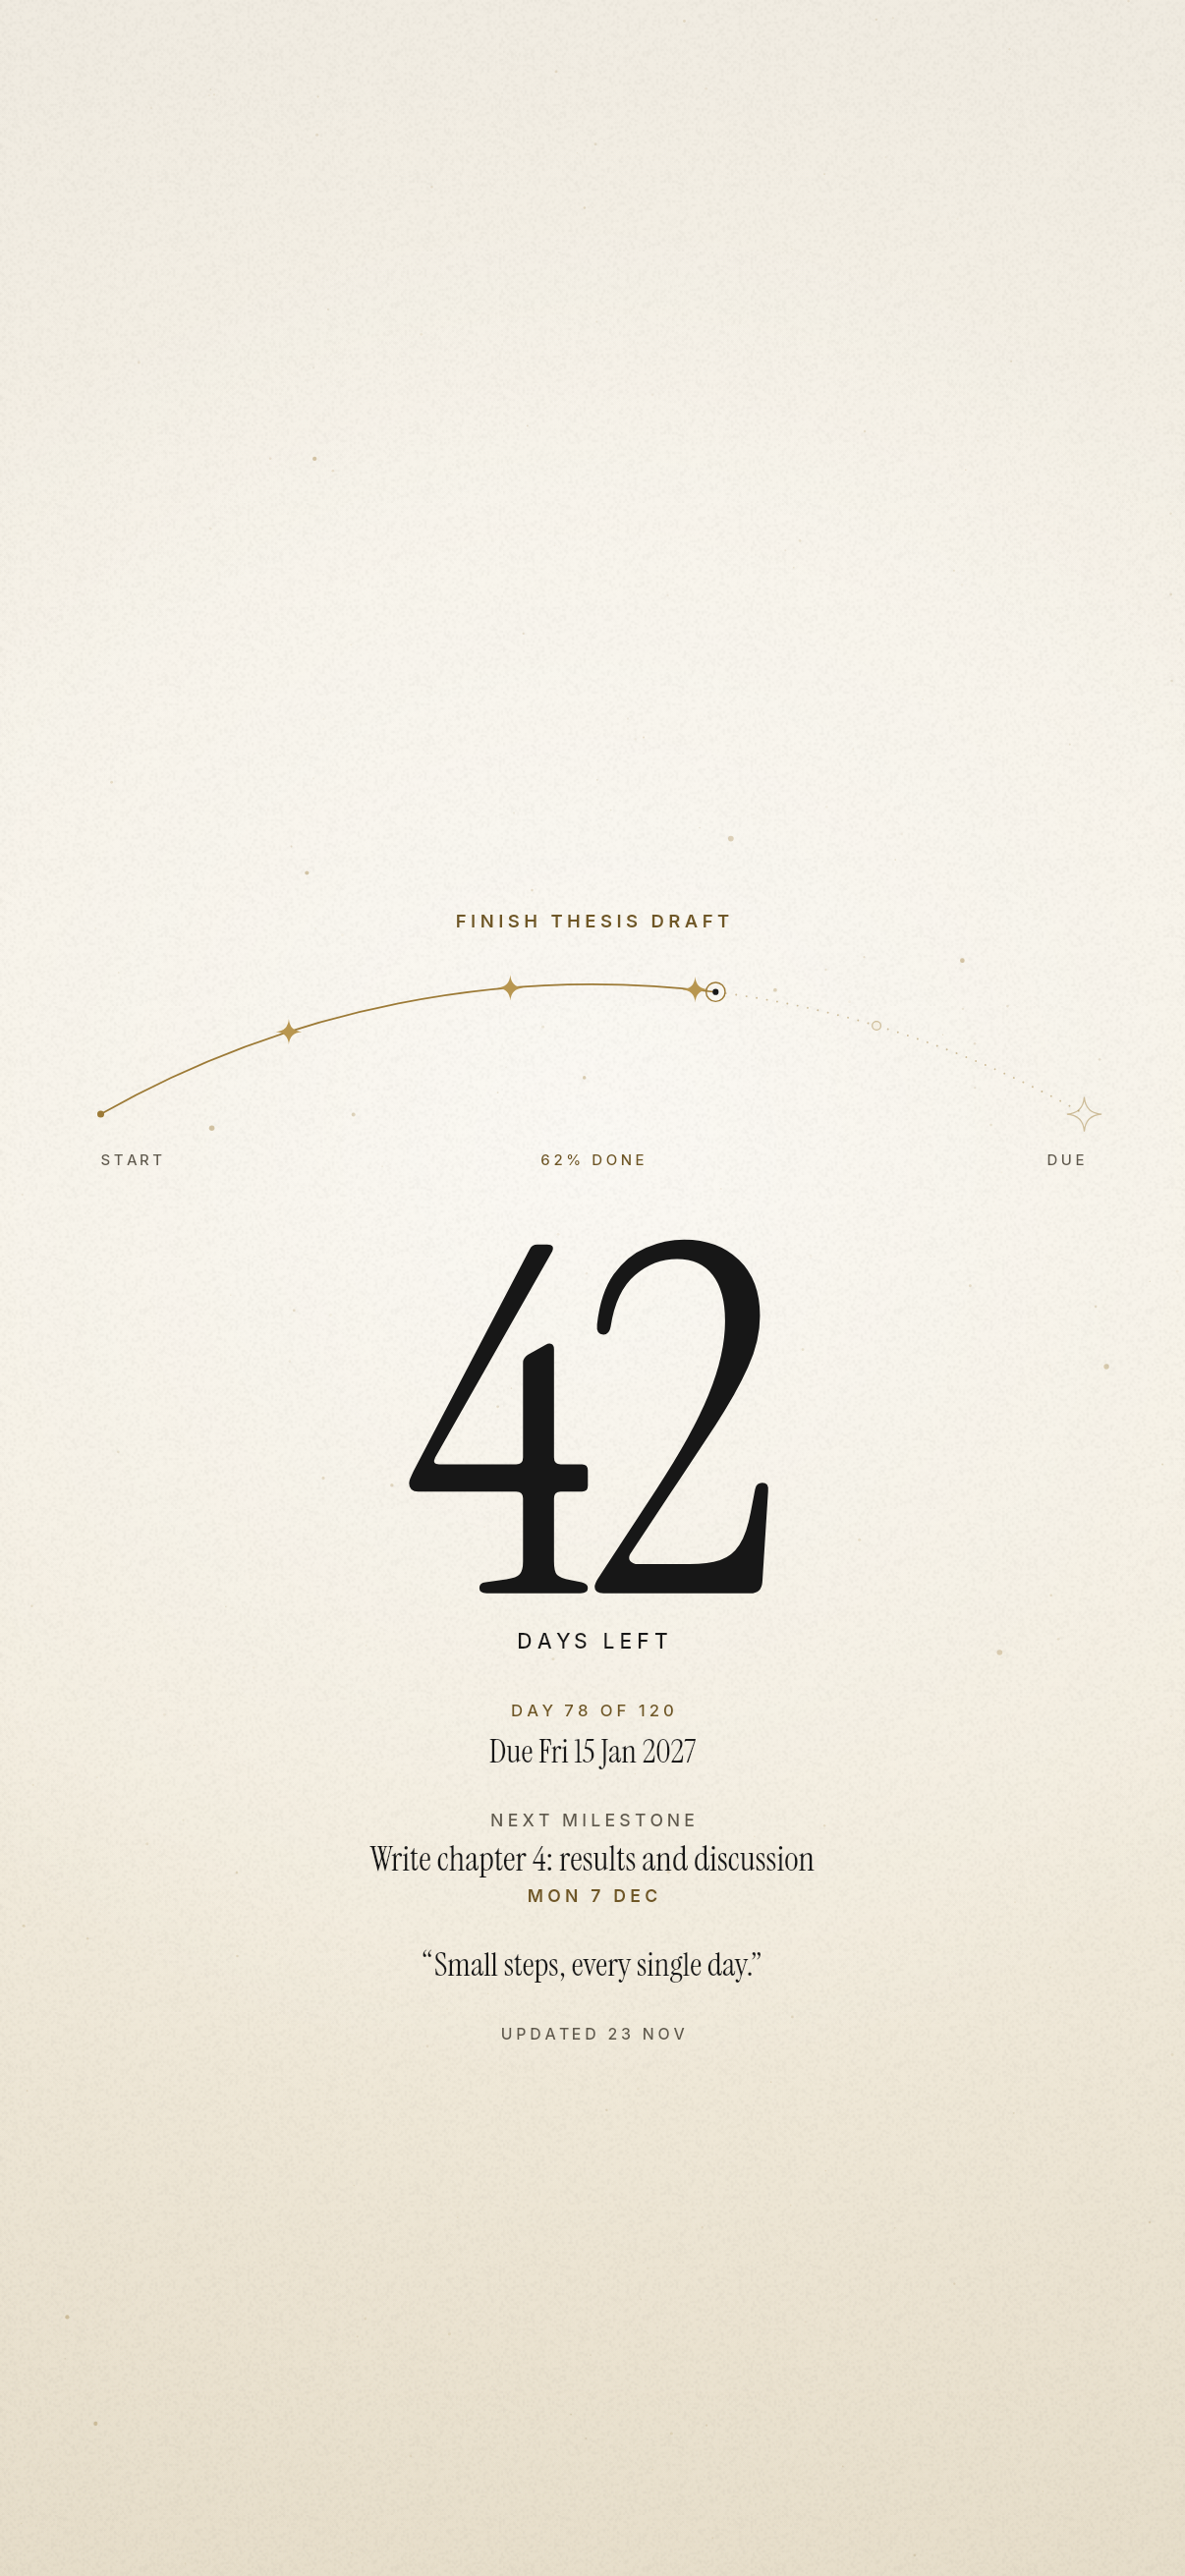 FINISH THESIS DRAFT
START
62% DONE
DUE
42
DAYS LEFT
DAY 78 OF 120
Due Fri 15 Jan 2027
NEXT MILESTONE
Write chapter 4: results and discussion
MON 7 DEC
“Small steps, every single day.”
UPDATED 23 NOV